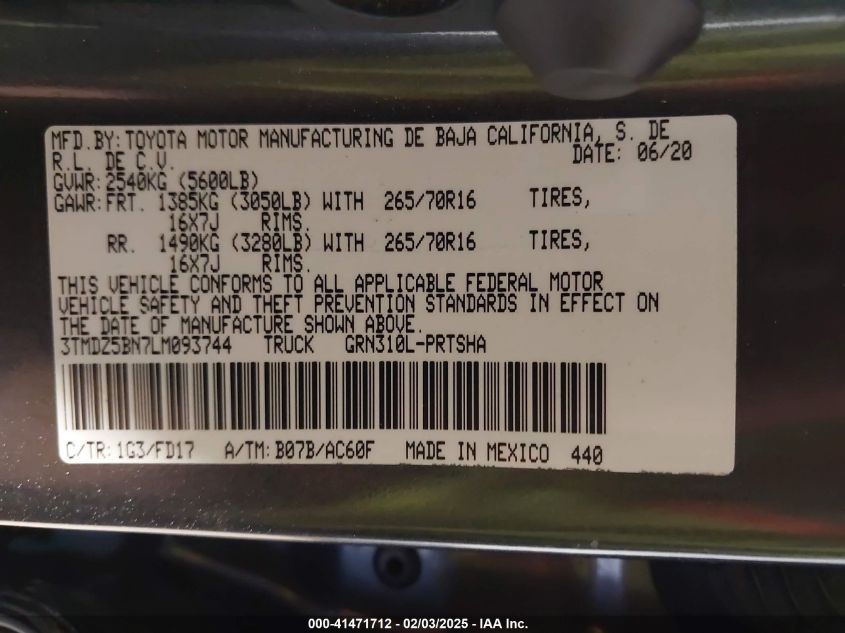 MFD.BY: TOYOTA MOTOR MANUFACTURING DE BAJA CALIFORNIA, S. DE
R.L. DE C.V. DATE: 06/20
GVWR: 2540KG (5600LB)
GAWR: FRT. 1385KG (3050LB) WITH 265/70R16 TIRES,
16X7J RIMS.
RR. 1490KG (3280LB) WITH 265/70R16 TIRES,
16X7J RIMS.
THIS VEHICLE CONFORMS TO ALL APPLICABLE FEDERAL MOTOR
VEHICLE SAFETY AND THEFT PREVENTION STANDARDS IN EFFECT ON
THE DATE OF MANUFACTURE SHOWN ABOVE.
3TMDZ5BN7LM093744 TRUCK GRN310L-PRTSHA
C/TR: 1G3/FD17 A/TM: B07B/AC60F MADE IN MEXICO 440
000-41471712 - 02/03/2025 - IAA Inc.